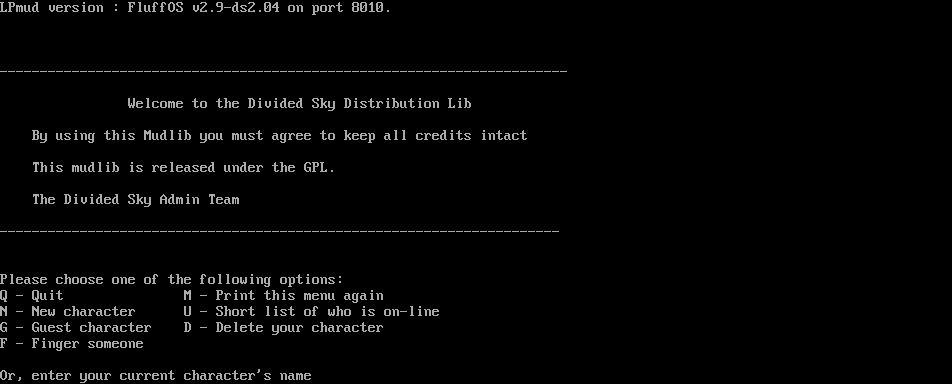 LPmud version : FluffOS v2.9-ds2.04 on port 8010.
-----------------------------------------------------------------------
Welcome to the Divided Sky Distribution Lib
By using this Mudlib you must agree to keep all credits intact
This mudlib is released under the GPL.
The Divided Sky Admin Team
----------------------------------------------------------------------
Please choose one of the following options:
Q - Quit               M - Print this menu again
N - New character      U - Short list of who is on-line
G - Guest character    D - Delete your character
F - Finger someone
Or, enter your current character's name